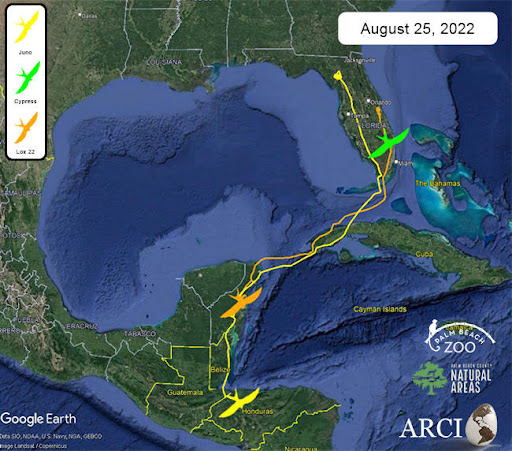 August 25, 2022
Juno
Cypress
Lox 22
Dallas
LOUISIANA
Jacksonville
Orlando
Tampa
FLORIDA
Miami
The Bahamas
TAMAULIPAS
Cuba
Cayman Islands
VERACRUZ
TABASCO
Belize
Guatemala
Honduras
Nicaragua
PALM BEACH
ZOO
PALM BEACH COUNTY
NATURAL
AREAS
ARCI
Google Earth
Data SIO, NOAA, U.S. Navy, NGA, GEBCO
Image Landsat / Copernicus